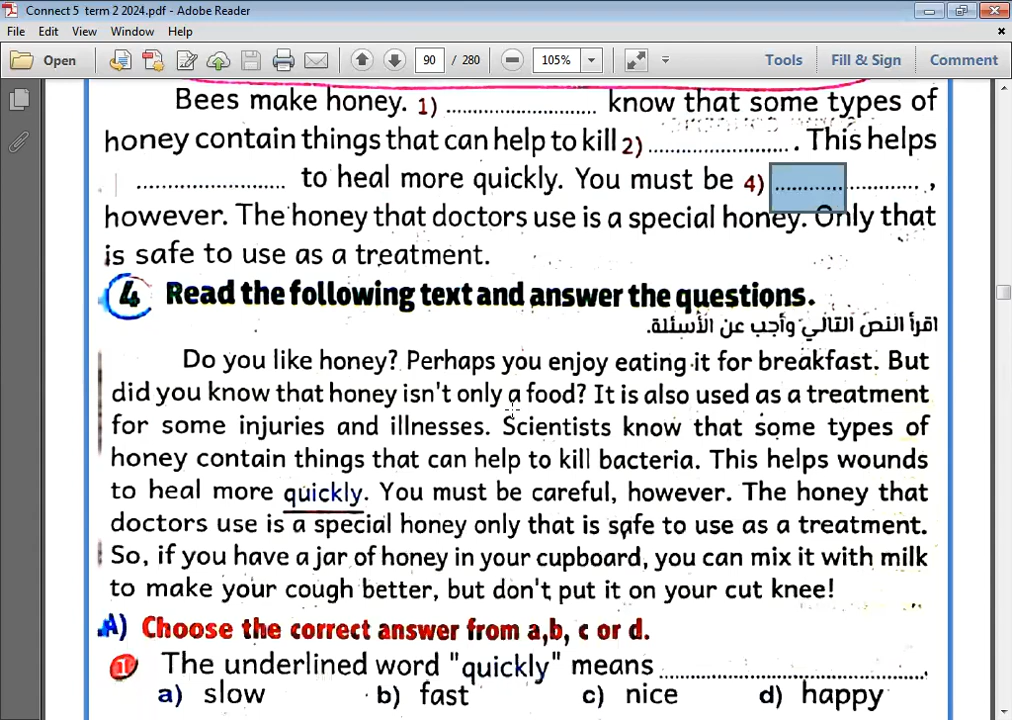 Connect 5 term 2 2024.pdf - Adobe Reader
File Edit View Window Help
Open 90 / 280 105% Tools Fill & Sign Comment
Bees make honey. 1) .......................... know that some types of
honey contain things that can help to kill 2) ........................ . This helps
.......................... to heal more quickly. You must be 4) ......................... ,
however. The honey that doctors use is a special honey. Only that
is safe to use as a treatment.
4 Read the following text and answer the questions.
اقرأ النص التالي وأجب عن الأسئلة.
Do you like honey? Perhaps you enjoy eating it for breakfast. But
did you know that honey isn't only a food? It is also used as a treatment
for some injuries and illnesses. Scientists know that some types of
honey contain things that can help to kill bacteria. This helps wounds
to heal more quickly. You must be careful, however. The honey that
doctors use is a special honey only that is safe to use as a treatment.
So, if you have a jar of honey in your cupboard, you can mix it with milk
to make your cough better, but don't put it on your cut knee!
A) Choose the correct answer from a,b, c or d.
1 The underlined word "quickly" means ............................................. .
a) slow b) fast c) nice d) happy